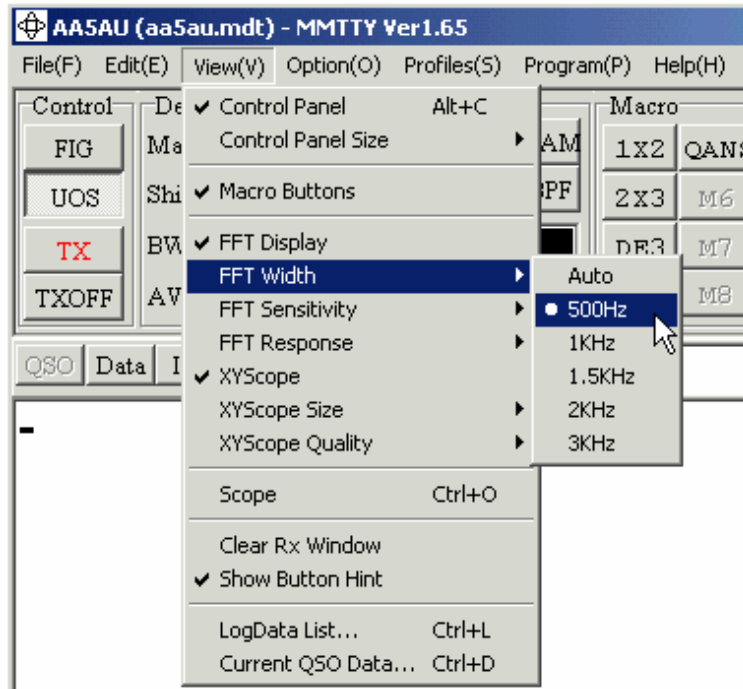 AA5AU (aa5au.mdt) - MMTTY Ver1.65
File(F) Edit(E) View(V) Option(O) Profiles(S) Program(P) Help(H)
Control
FIG
UOS
TX
TXOFF
Control Panel Alt+C
Control Panel Size
Macro Buttons
FFT Display
FFT Width
FFT Sensitivity
FFT Response
XYScope
XYScope Size
XYScope Quality
Scope Ctrl+O
Clear Rx Window
Show Button Hint
LogData List... Ctrl+L
Current QSO Data... Ctrl+D
Auto
500Hz
1KHz
1.5KHz
2KHz
3KHz
Macro
1X2 QANS
2X3 M6
DE3 M7
M8
QSO Data
BW
AV